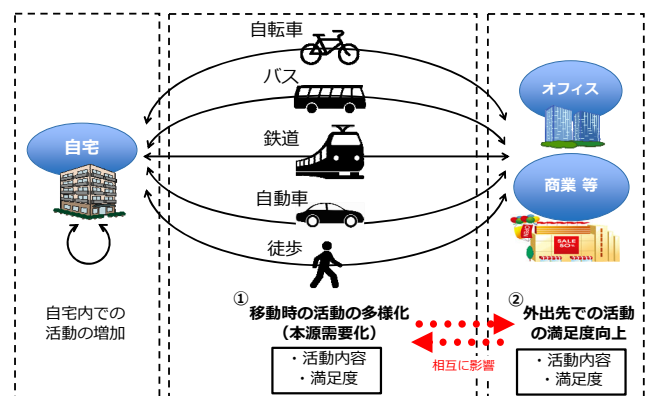 自転車
バス
鉄道
自動車
徒歩
自宅
自宅内での
活動の増加
オフィス
商業 等
SALE
50%
①
移動時の活動の多様化
（本源需要化）
・活動内容
・満足度
相互に影響
②
外出先での活動
の満足度向上
・活動内容
・満足度